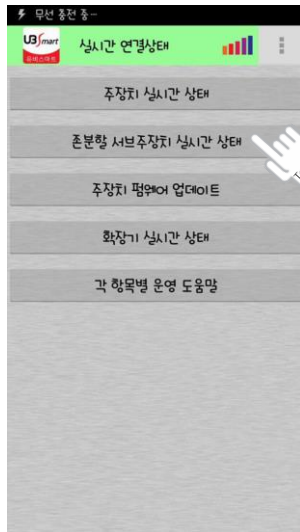 무선 충전 중-
UBSmart
유비스마트
실시간 연결상태
주장치 실시간 상태
존분할 서브주장치 실시간 상태
주장치 펌웨어 업데이트
확장기 실시간 상태
각 항목별 운영 도움말